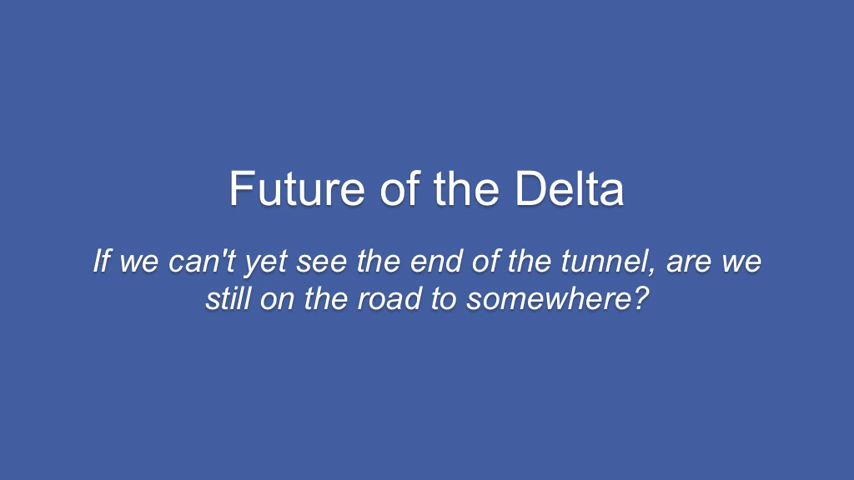 Future of the Delta
If we can't yet see the end of the tunnel, are we
still on the road to somewhere?